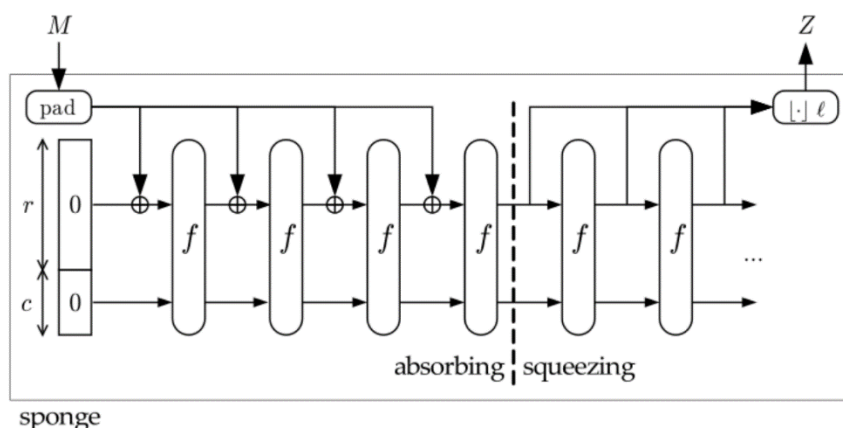 M
Z
pad
⌊·⌋ ℓ
r
0
⊕
⊕
⊕
⊕
f
f
f
f
f
f
...
c
0
absorbing
squeezing
sponge